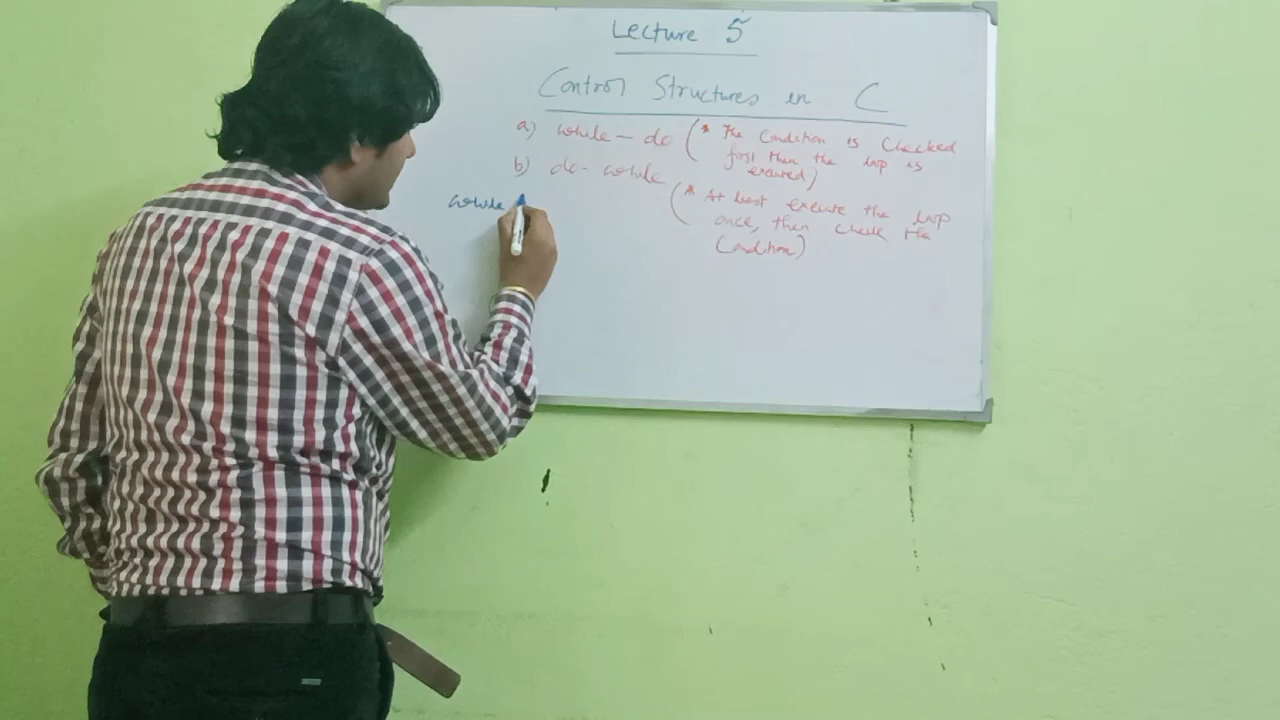 Lecture 5
Control Structures in C
a) while - do (* The Condition is Checked
first then the loop is
executed)
b) do - while (* At least execute the loop
once, then check the
Condition)
while